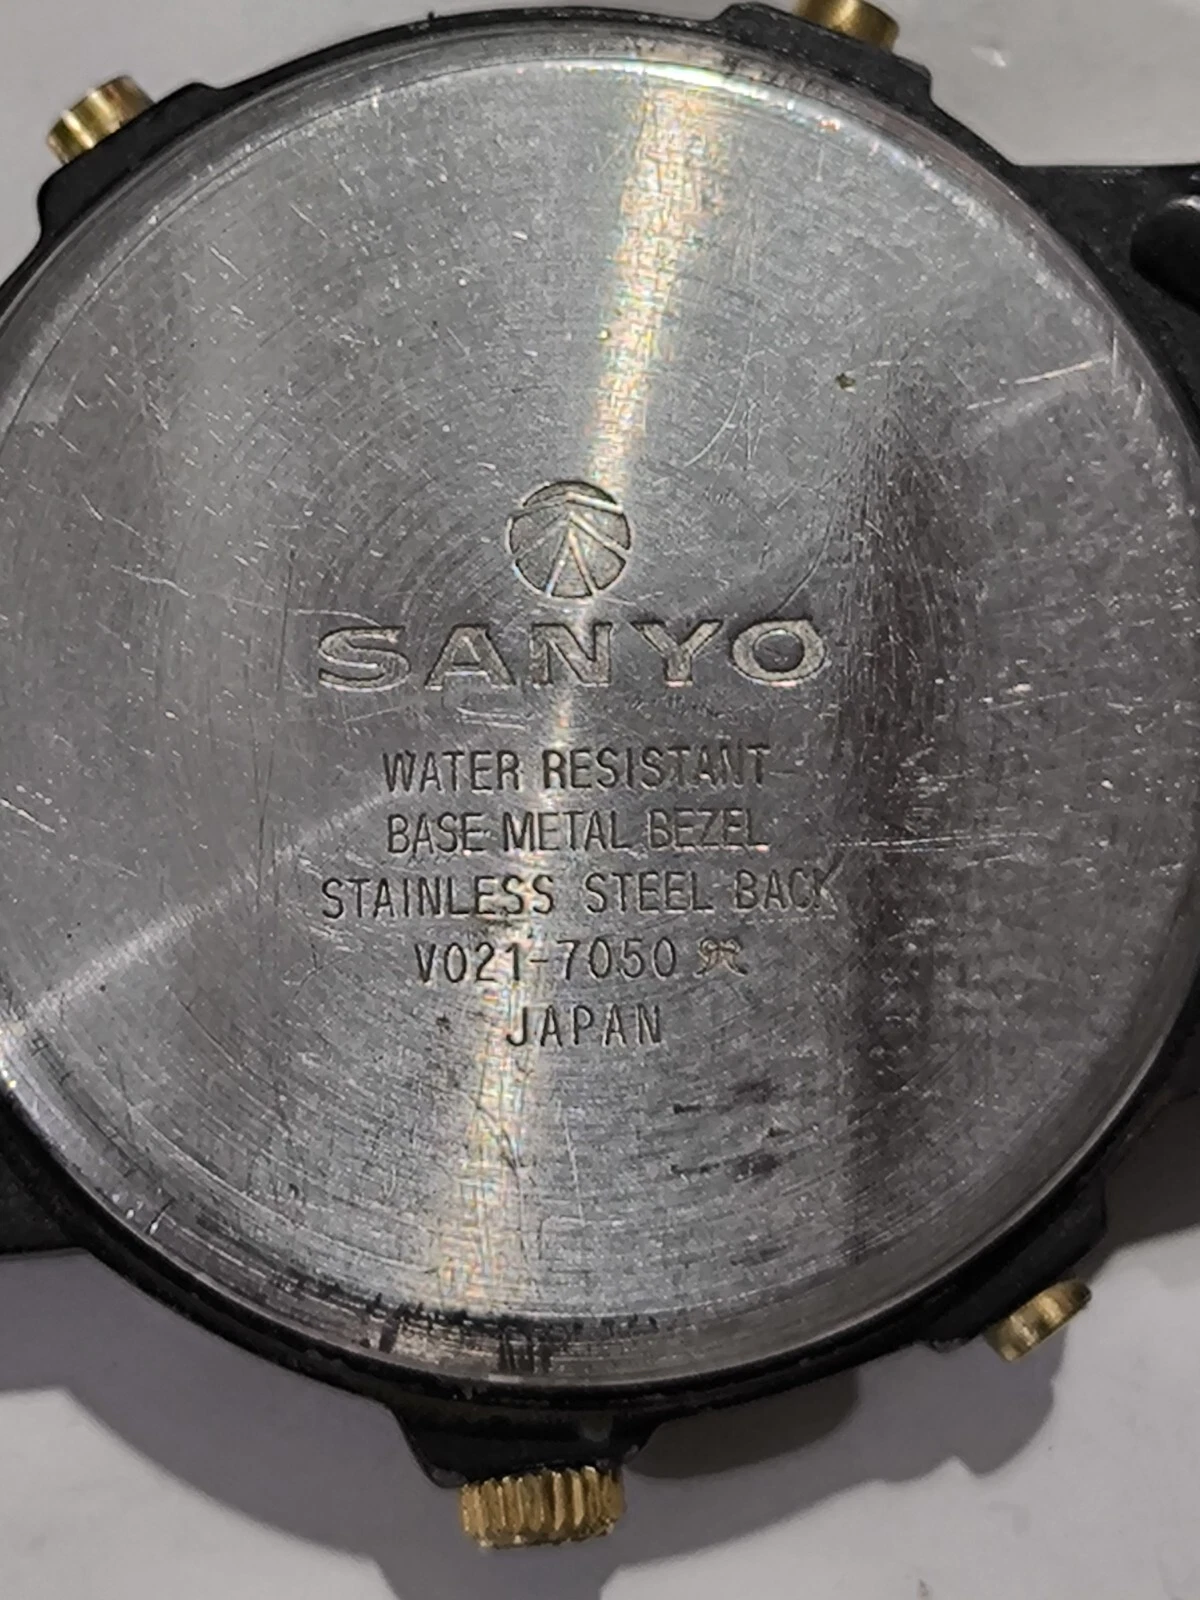 SANYO
WATER RESISTANT
BASE METAL BEZEL
STAINLESS STEEL BACK
V021-7050
JAPAN